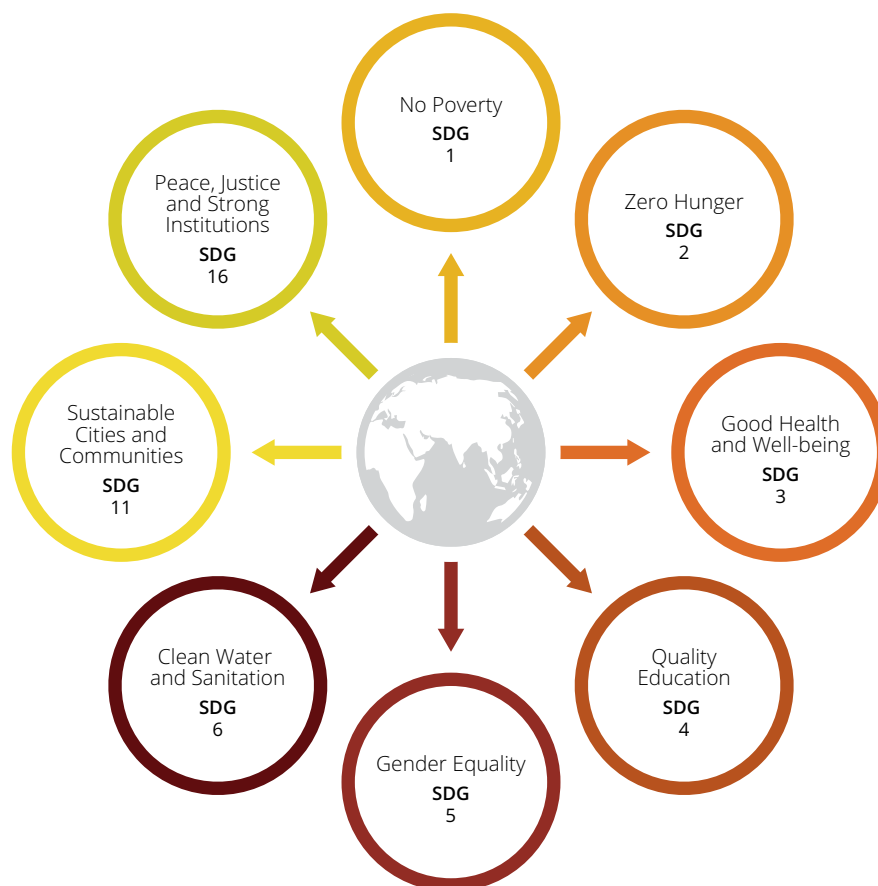 No Poverty
SDG
1
Zero Hunger
SDG
2
Good Health
and Well-being
SDG
3
Quality
Education
SDG
4
Gender Equality
SDG
5
Clean Water
and Sanitation
SDG
6
Sustainable
Cities and
Communities
SDG
11
Peace, Justice
and Strong
Institutions
SDG
16